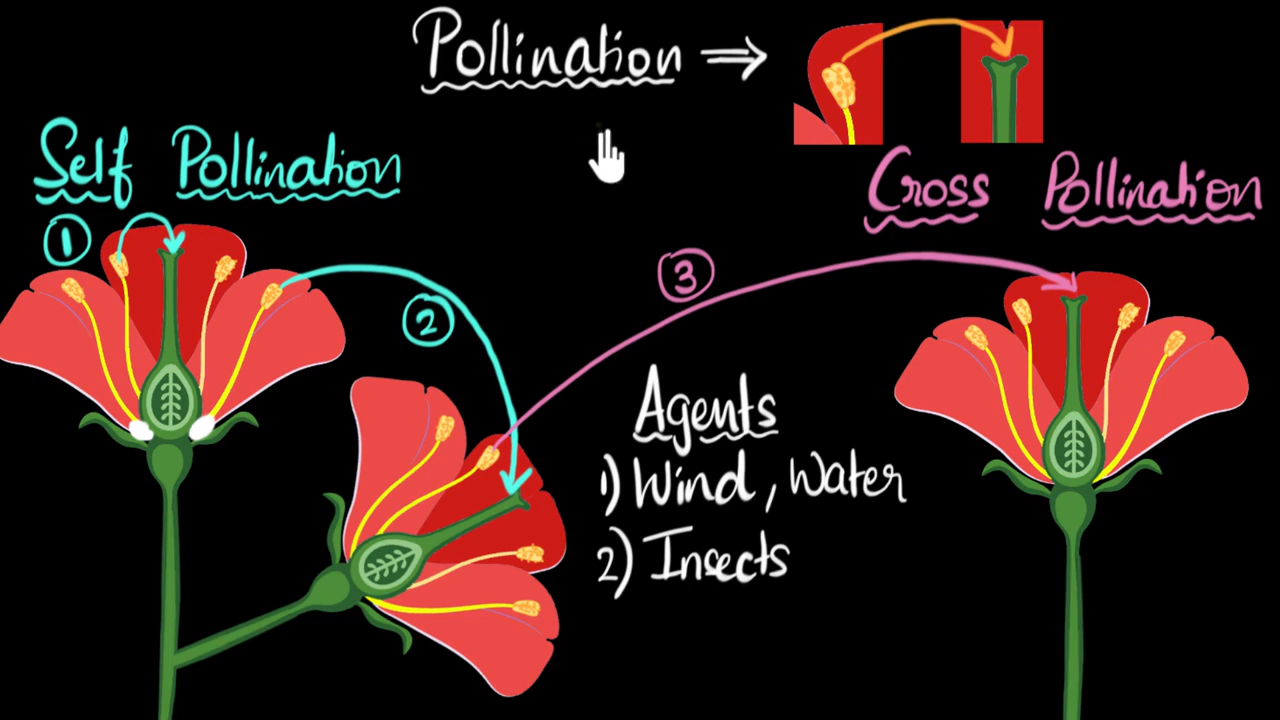 Pollination ⇒
Self Pollination
Cross Pollination
1
2
3
Agents
1) Wind, Water
2) Insects